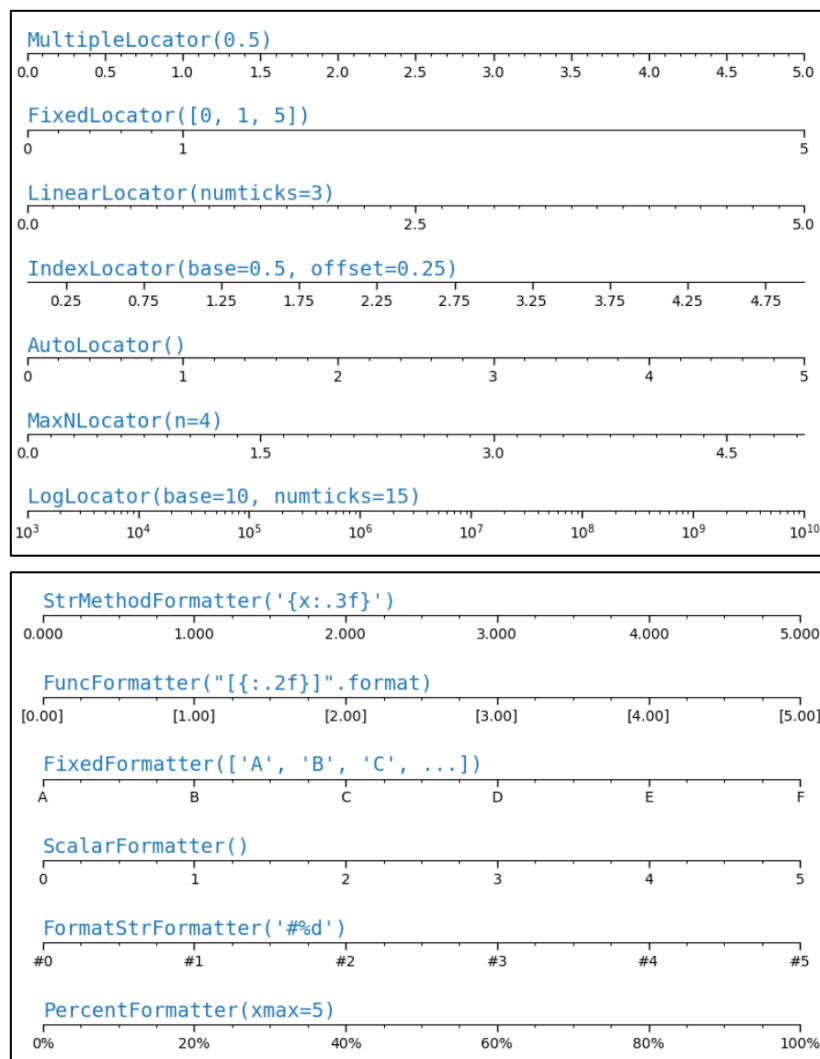 MultipleLocator(0.5)
0.0 0.5 1.0 1.5 2.0 2.5 3.0 3.5 4.0 4.5 5.0
FixedLocator([0, 1, 5])
0 1 5
LinearLocator(numticks=3)
0.0 2.5 5.0
IndexLocator(base=0.5, offset=0.25)
0.25 0.75 1.25 1.75 2.25 2.75 3.25 3.75 4.25 4.75
AutoLocator()
0 1 2 3 4 5
MaxNLocator(n=4)
0.0 1.5 3.0 4.5
LogLocator(base=10, numticks=15)
10³ 10⁴ 10⁵ 10⁶ 10⁷ 10⁸ 10⁹ 10¹⁰
StrMethodFormatter('{x:.3f}')
0.000 1.000 2.000 3.000 4.000 5.000
FuncFormatter("[{:.2f}]".format)
[0.00] [1.00] [2.00] [3.00] [4.00] [5.00]
FixedFormatter(['A', 'B', 'C', ...])
A B C D E F
ScalarFormatter()
0 1 2 3 4 5
FormatStrFormatter('#%d')
#0 #1 #2 #3 #4 #5
PercentFormatter(xmax=5)
0% 20% 40% 60% 80% 100%